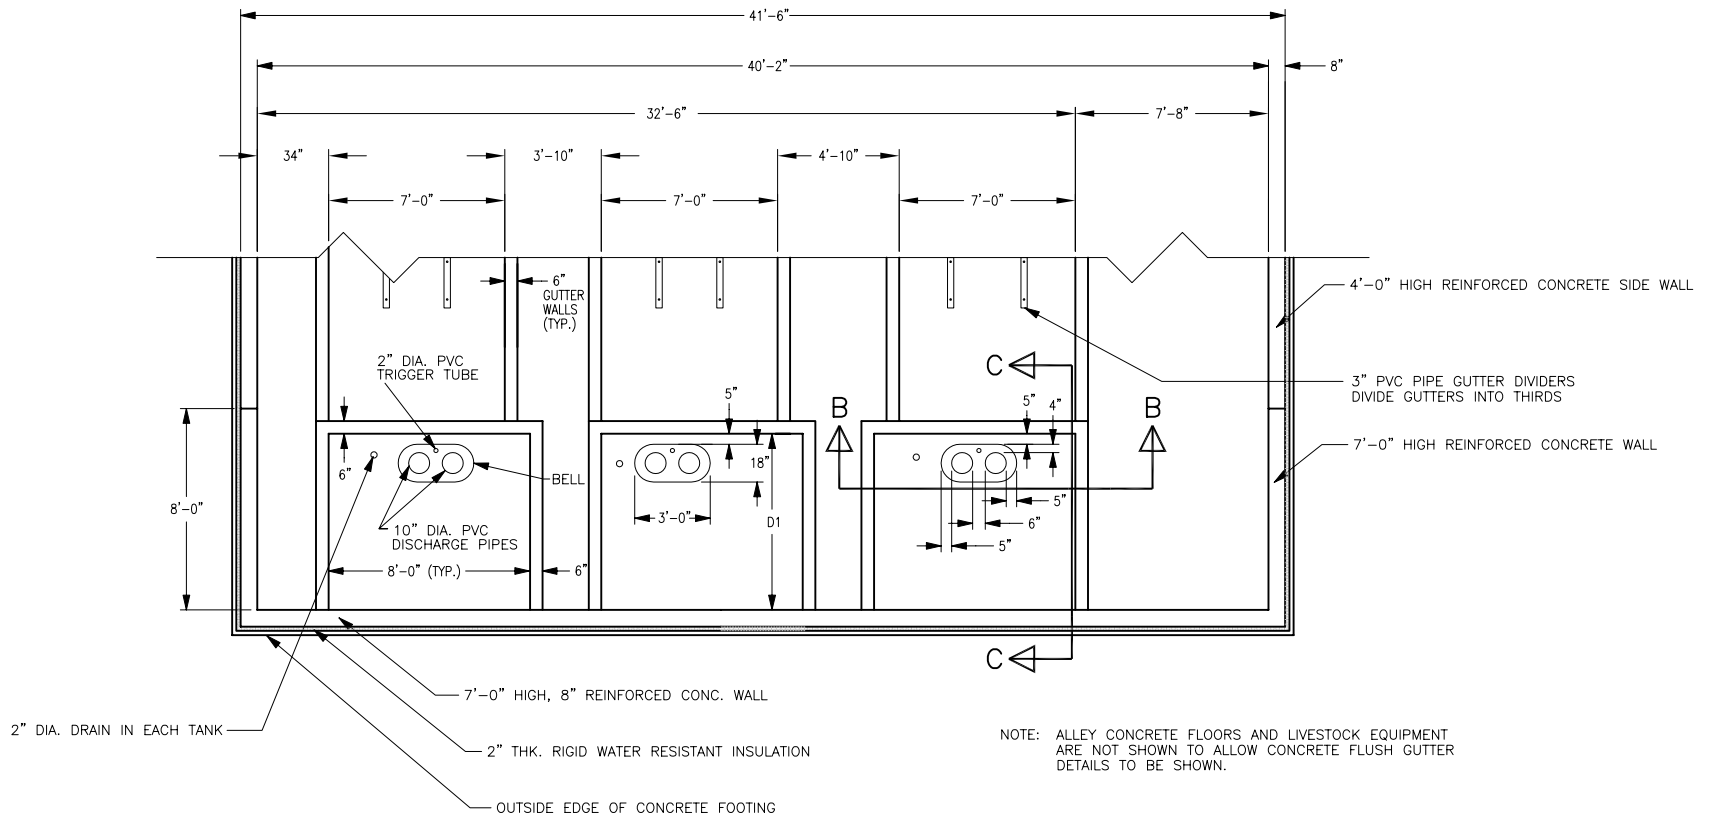 41'-6"
40'-2"
8"
32'-6"
7'-8"
34"
3'-10"
4'-10"
7'-0"
7'-0"
7'-0"
6"
GUTTER
WALLS
(TYP.)
4'-0" HIGH REINFORCED CONCRETE SIDE WALL
2" DIA. PVC
TRIGGER TUBE
C
3" PVC PIPE GUTTER DIVIDERS
DIVIDE GUTTERS INTO THIRDS
5"
5"
4"
B
B
7'-0" HIGH REINFORCED CONCRETE WALL
6"
18"
BELL
8'-0"
3'-0"
D1
5"
6"
5"
10" DIA. PVC
DISCHARGE PIPES
8'-0" (TYP.)
6"
C
7'-0" HIGH, 8" REINFORCED CONC. WALL
2" DIA. DRAIN IN EACH TANK
2" THK. RIGID WATER RESISTANT INSULATION
OUTSIDE EDGE OF CONCRETE FOOTING
NOTE: ALLEY CONCRETE FLOORS AND LIVESTOCK EQUIPMENT
ARE NOT SHOWN TO ALLOW CONCRETE FLUSH GUTTER
DETAILS TO BE SHOWN.